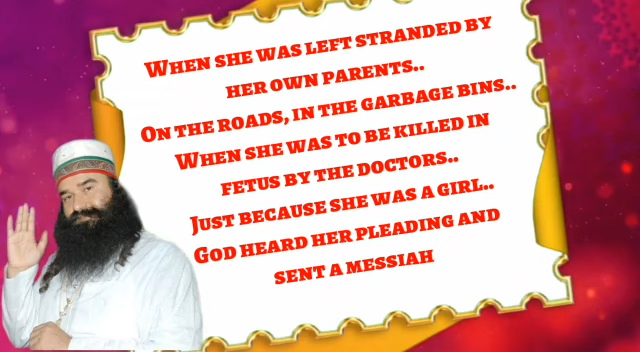 When she was left stranded by
her own parents..
On the roads, in the garbage bins..
When she was to be killed in
fetus by the doctors..
Just because she was a girl..
God heard her pleading and
sent a messiah